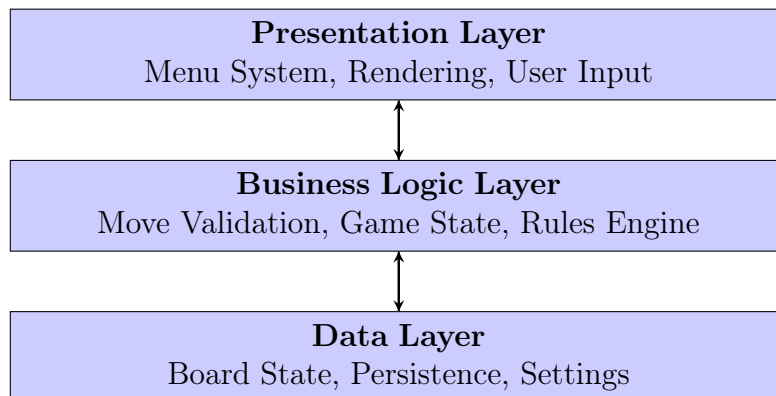 Presentation Layer
Menu System, Rendering, User Input
Business Logic Layer
Move Validation, Game State, Rules Engine
Data Layer
Board State, Persistence, Settings